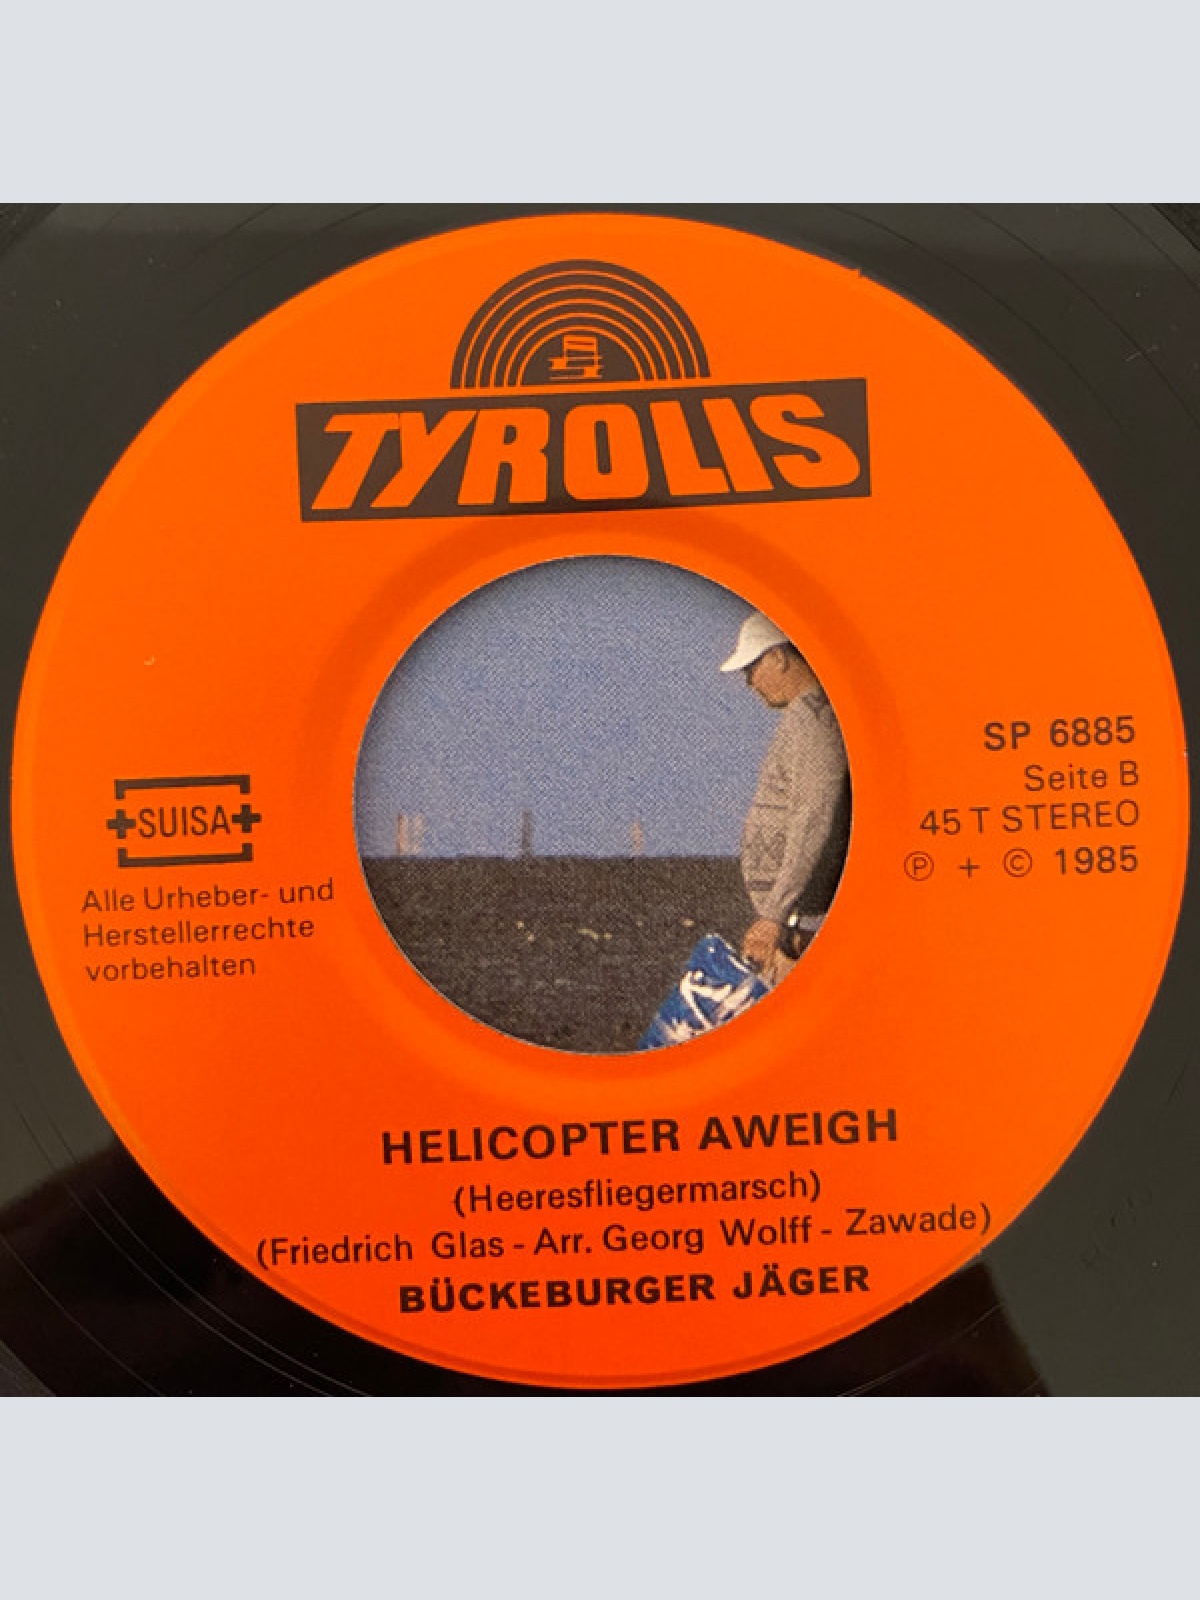 TYROLIS
SP 6885
Seite B
45 T STEREO
Ⓟ + © 1985
+SUISA+
Alle Urheber- und
Herstellerrechte
vorbehalten
HELICOPTER AWEIGH
(Heeresfliegermarsch)
(Friedrich Glas - Arr. Georg Wolff - Zawade)
BÜCKEBURGER JÄGER